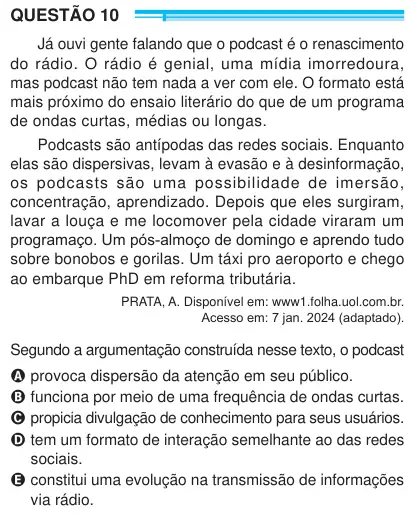 QUESTÃO 10
Já ouvi gente falando que o podcast é o renascimento
do rádio. O rádio é genial, uma mídia imorredoura,
mas podcast não tem nada a ver com ele. O formato está
mais próximo do ensaio literário do que de um programa
de ondas curtas, médias ou longas.
Podcasts são antípodas das redes sociais. Enquanto
elas são dispersivas, levam à evasão e à desinformação,
os podcasts são uma possibilidade de imersão,
concentração, aprendizado. Depois que eles surgiram,
lavar a louça e me locomover pela cidade viraram um
programaço. Um pós-almoço de domingo e aprendo tudo
sobre bonobos e gorilas. Um táxi pro aeroporto e chego
ao embarque PhD em reforma tributária.
PRATA, A. Disponível em: www1.folha.uol.com.br.
Acesso em: 7 jan. 2024 (adaptado).
Segundo a argumentação construída nesse texto, o podcast
A provoca dispersão da atenção em seu público.
B funciona por meio de uma frequência de ondas curtas.
C propicia divulgação de conhecimento para seus usuários.
D tem um formato de interação semelhante ao das redes
sociais.
E constitui uma evolução na transmissão de informações
via rádio.